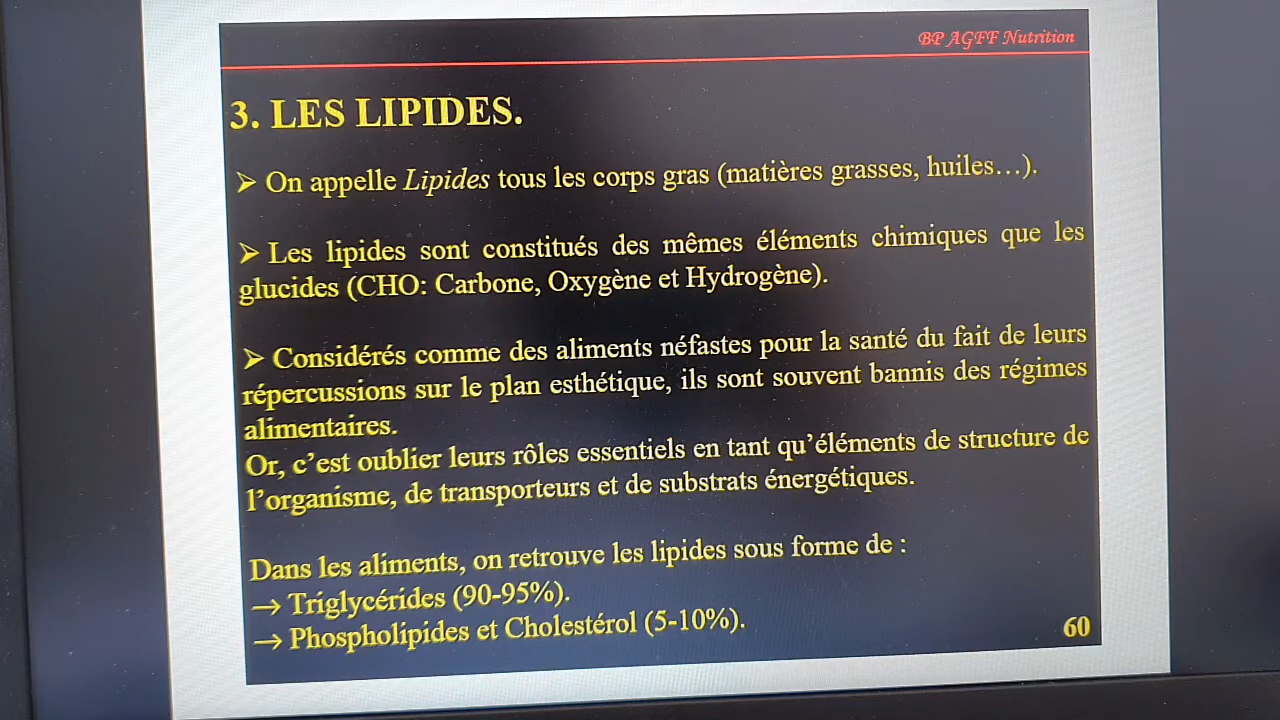 BP AGFF Nutrition
3. LES LIPIDES.
➢ On appelle Lipides tous les corps gras (matières grasses, huiles…).
➢ Les lipides sont constitués des mêmes éléments chimiques que les
glucides (CHO: Carbone, Oxygène et Hydrogène).
➢ Considérés comme des aliments néfastes pour la santé du fait de leurs
répercussions sur le plan esthétique, ils sont souvent bannis des régimes
alimentaires.
Or, c’est oublier leurs rôles essentiels en tant qu’éléments de structure de
l’organisme, de transporteurs et de substrats énergétiques.
Dans les aliments, on retrouve les lipides sous forme de :
→ Triglycérides (90-95%).
→ Phospholipides et Cholestérol (5-10%).
60